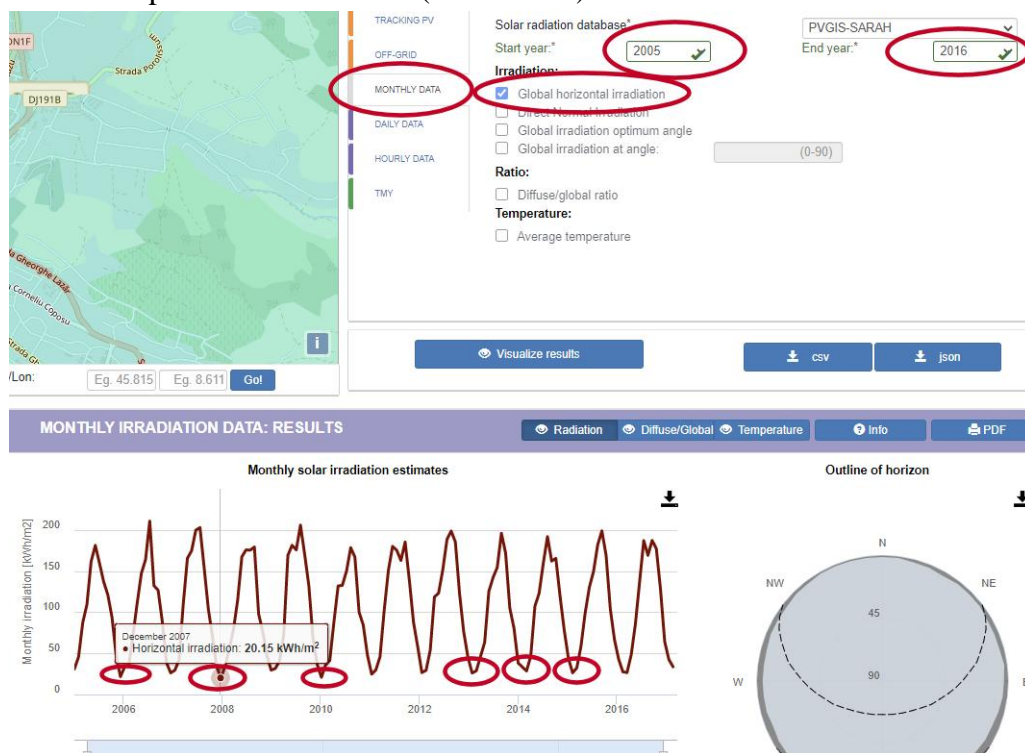 TRACKING PV
OFF-GRID
MONTHLY DATA
DAILY DATA
HOURLY DATA
TMY
Solar radiation database*
PVGIS-SARAH
Start year:*
2005
End year:*
2016
Irradiation:
Global horizontal irradiation
Direct Normal Irradiation
Global irradiation optimum angle
Global irradiation at angle:
(0-90)
Ratio:
Diffuse/global ratio
Temperature:
Average temperature
DN1F
Strada Porolissum
DJ191B
da Gheorghe Lazăr
Corneliu Coposu
i
/Lon:
Eg. 45.815
Eg. 8.611
Go!
Visualize results
csv
json
MONTHLY IRRADIATION DATA: RESULTS
Radiation
Diffuse/Global
Temperature
Info
PDF
Monthly solar irradiation estimates
Monthly irradiation [kWh/m2]
200
150
100
50
0
December 2007
Horizontal irradiation: 20.15 kWh/m²
2006
2008
2010
2012
2014
2016
Outline of horizon
N
NW
NE
45
W
90
E